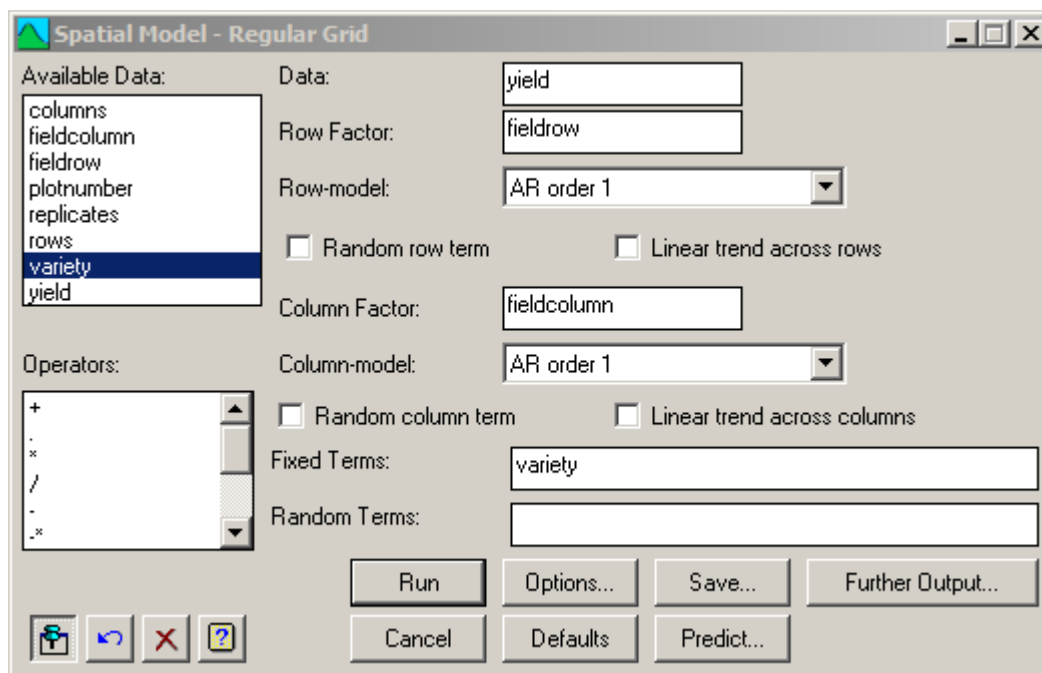 Spatial Model - Regular Grid
Available Data:
columns
fieldcolumn
fieldrow
plotnumber
replicates
rows
variety
yield
Operators:
+
.
*
/
-
-*
Data:
yield
Row Factor:
fieldrow
Row-model:
AR order 1
Random row term
Linear trend across rows
Column Factor:
fieldcolumn
Column-model:
AR order 1
Random column term
Linear trend across columns
Fixed Terms:
variety
Random Terms:
Run
Options...
Save...
Further Output...
Cancel
Defaults
Predict...
?